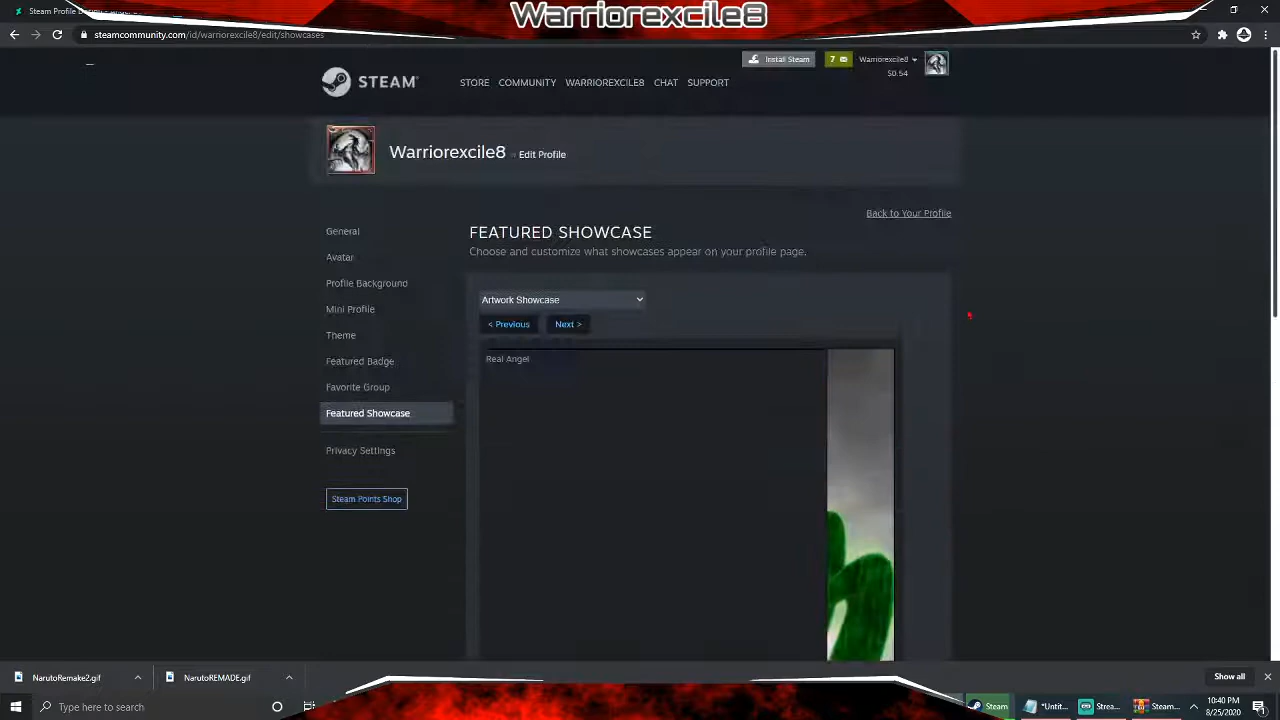 Warriorexcile8
steamcommunity.com/id/warriorexcile8/edit/showcases
Install Steam
7
Warriorexcile8
$0.54
STEAM
STORE COMMUNITY WARRIOREXCILE8 CHAT SUPPORT
Warriorexcile8 » Edit Profile
Back to Your Profile
General
Avatar
Profile Background
Mini Profile
Theme
Featured Badge
Favorite Group
Featured Showcase
Privacy Settings
Steam Points Shop
FEATURED SHOWCASE
Choose and customize what showcases appear on your profile page.
Artwork Showcase
< Previous Next >
Real Angel
NarutoRemake2.gif
NarutoREMADE.gif
Show all
Type here to search
Steam
*Untit...
Strea...
Steam...
10:40 PM
8/25/2020